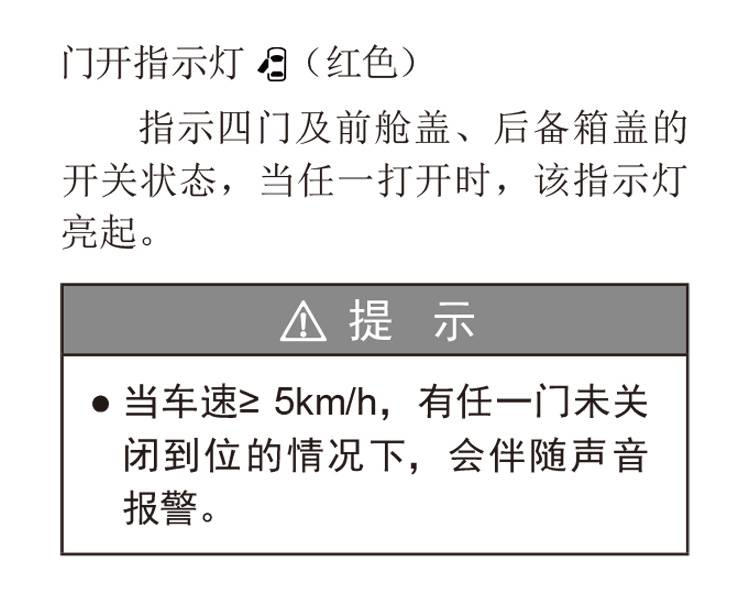 门开指示灯（红色）
指示四门及前舱盖、后备箱盖的
开关状态，当任一打开时，该指示灯
亮起。
提 示
● 当车速≥ 5km/h，有任一门未关
闭到位的情况下，会伴随声音
报警。